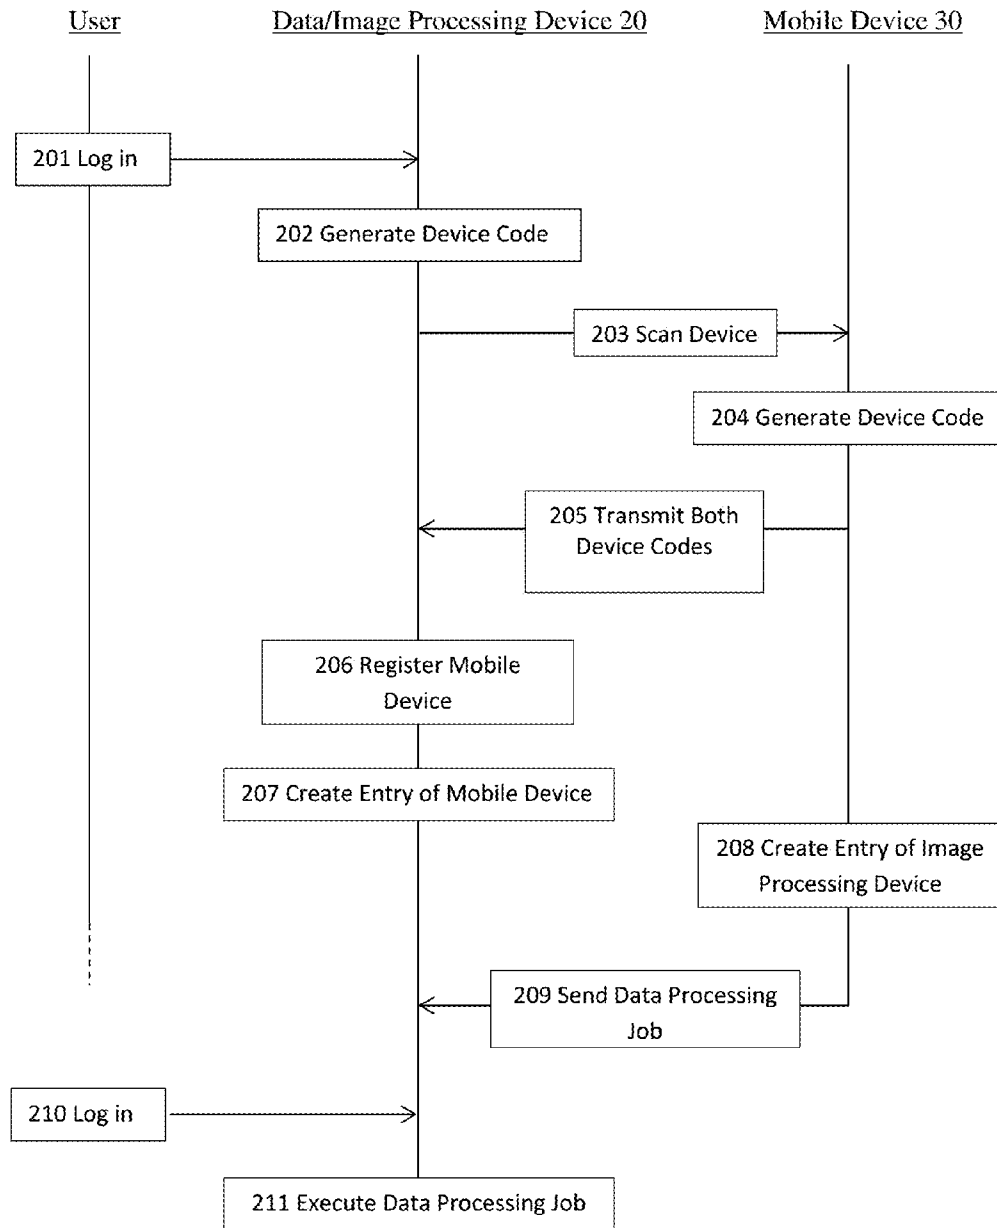 User
Data/Image Processing Device 20
Mobile Device 30
201 Log in
202 Generate Device Code
203 Scan Device
204 Generate Device Code
205 Transmit Both
Device Codes
206 Register Mobile
Device
207 Create Entry of Mobile Device
208 Create Entry of Image
Processing Device
209 Send Data Processing
Job
210 Log in
211 Execute Data Processing Job